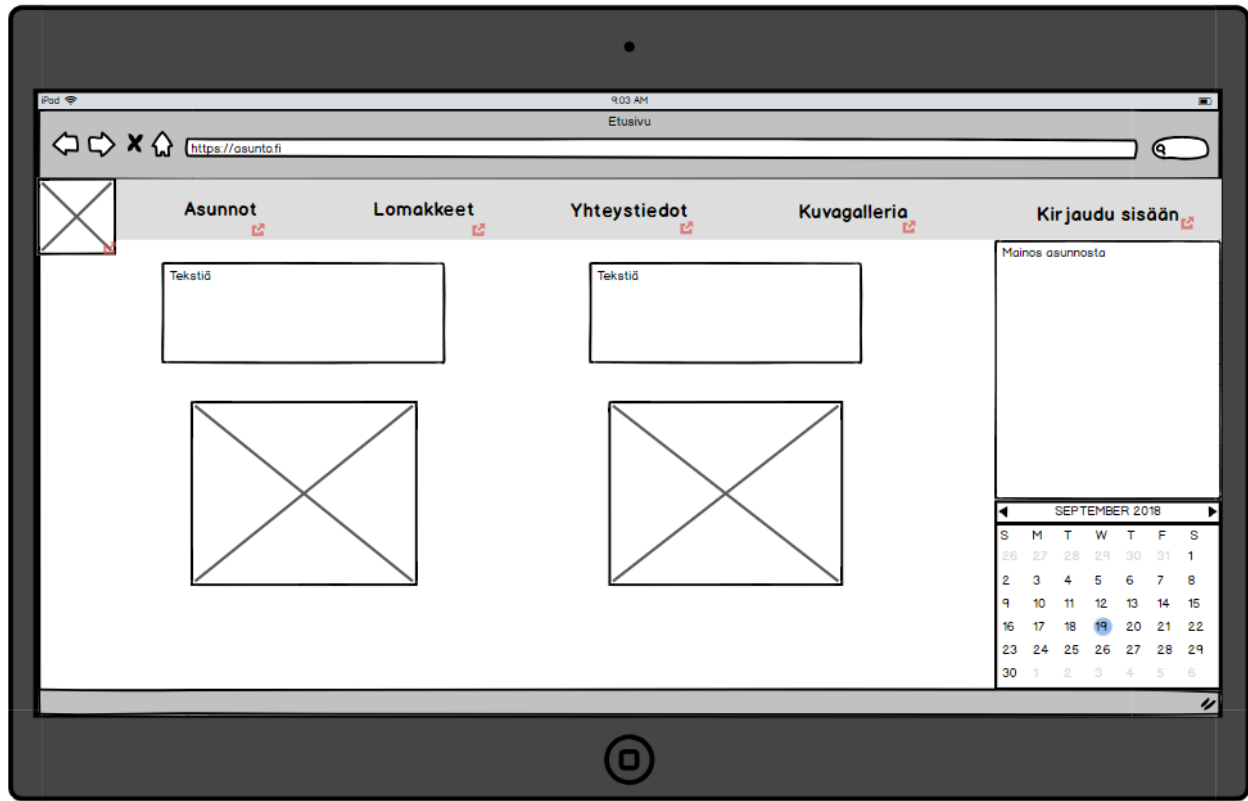 iPad 9:03 AM
Etusivu
https://asunto.fi
Asunnot Lomakkeet Yhteystiedot Kuvagalleria Kirjaudu sisään
Mainos asunnosta
Tekstiä Tekstiä
SEPTEMBER 2018
S M T W T F S
26 27 28 29 30 31 1
2 3 4 5 6 7 8
9 10 11 12 13 14 15
16 17 18 19 20 21 22
23 24 25 26 27 28 29
30 1 2 3 4 5 6